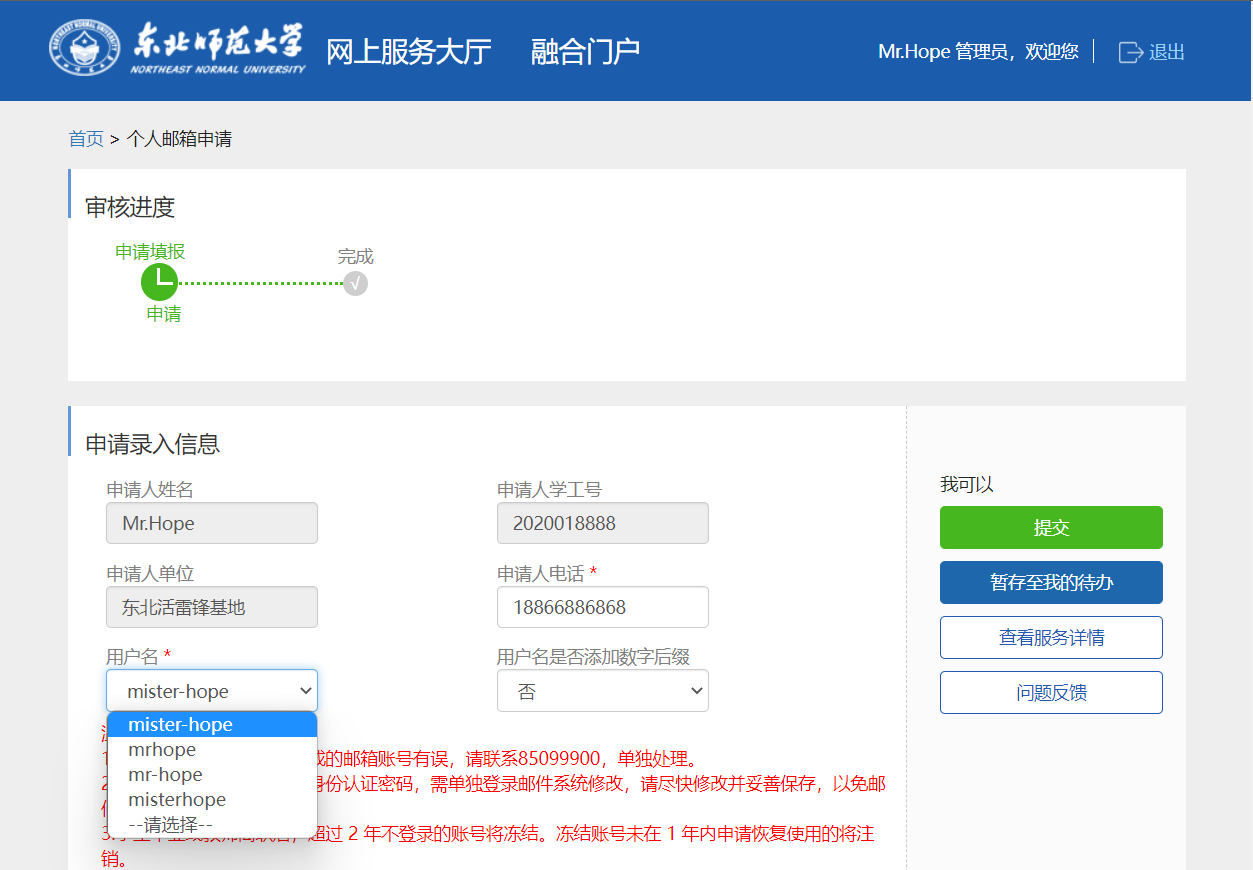 东北师范大学
NORTHEAST NORMAL UNIVERSITY
网上服务大厅 融合门户
Mr.Hope 管理员，欢迎您 退出
首页 > 个人邮箱申请
审核进度
申请填报
完成
√
申请
申请录入信息
申请人姓名
Mr.Hope
申请人学工号
2020018888
申请人单位
东北活雷锋基地
申请人电话 *
18866886868
用户名 *
mister-hope
用户名是否添加数字后缀
否
mister-hope
mrhope
mr-hope
misterhope
--请选择--
的邮箱账号有误，请联系85099900，单独处理。
份认证密码，需单独登录邮件系统修改，请尽快修改并妥善保存，以免邮
超过 2 年不登录的账号将冻结。冻结账号未在 1 年内申请恢复使用的将注
销。
我可以
提交
暂存至我的待办
查看服务详情
问题反馈